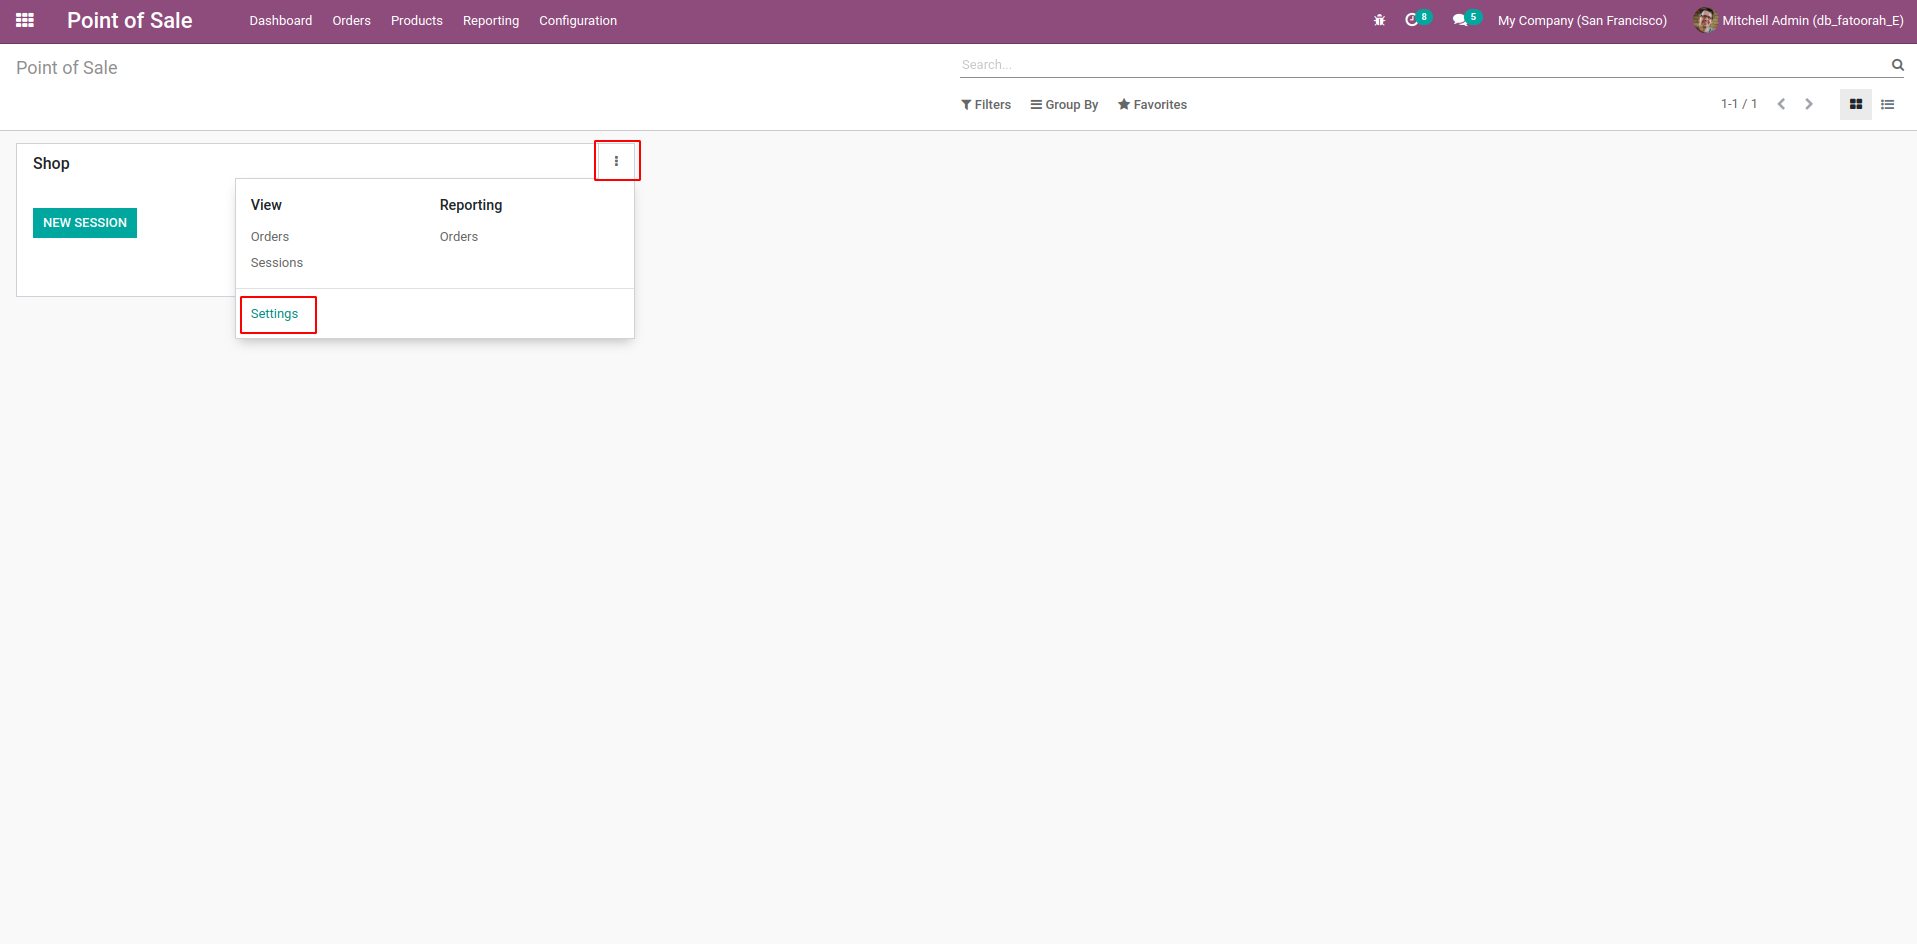 Point of Sale Dashboard Orders Products Reporting Configuration 8 5 My Company (San Francisco) Mitchell Admin (db_fatoorah_E)
Point of Sale
Search...
Filters Group By Favorites 1-1 / 1
Shop
View Reporting
NEW SESSION
Orders Orders
Sessions
Settings